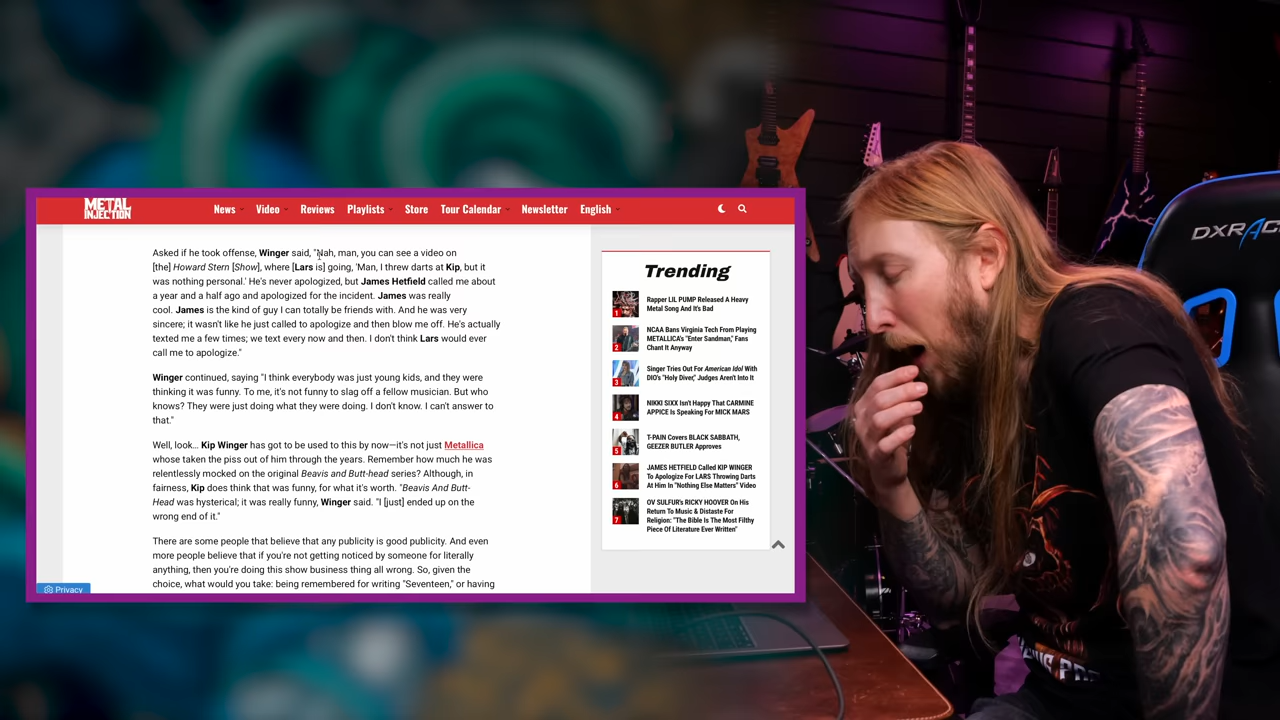 METAL
INJECTION
News Video Reviews Playlists Store Tour Calendar Newsletter English
Asked if he took offense, Winger said, "Nah, man, you can see a video on
[the] Howard Stern [Show], where [Lars is] going, 'Man, I threw darts at Kip, but it
was nothing personal.' He's never apologized, but James Hetfield called me about
a year and a half ago and apologized for the incident. James was really
cool. James is the kind of guy I can totally be friends with. And he was very
sincere; it wasn't like he just called to apologize and then blow me off. He's actually
texted me a few times; we text every now and then. I don't think Lars would ever
call me to apologize."
Winger continued, saying "I think everybody was just young kids, and they were
thinking it was funny. To me, it's not funny to slag off a fellow musician. But who
knows? They were just doing what they were doing. I don't know. I can't answer to
that."
Well, look… Kip Winger has got to be used to this by now—it's not just Metallica
whose taken the piss out of him through the years. Remember how much he was
relentlessly mocked on the original Beavis and Butt-head series? Although, in
fairness, Kip does think that was funny, for what it's worth. "Beavis And Butt-
Head was hysterical; it was really funny, Winger said. "I [just] ended up on the
wrong end of it."
There are some people that believe that any publicity is good publicity. And even
more people believe that if you're not getting noticed by someone for literally
anything, then you're doing this show business thing all wrong. So, given the
choice, what would you take: being remembered for writing "Seventeen," or having
Privacy
Trending
1
Rapper LIL PUMP Released A Heavy
Metal Song And It's Bad
2
NCAA Bans Virginia Tech From Playing
METALLICA's "Enter Sandman," Fans
Chant It Anyway
3
Singer Tries Out For American Idol With
DIO's "Holy Diver," Judges Aren't Into It
4
NIKKI SIXX Isn't Happy That CARMINE
APPICE Is Speaking For MICK MARS
5
T-PAIN Covers BLACK SABBATH,
GEEZER BUTLER Approves
6
JAMES HETFIELD Called KIP WINGER
To Apologize For LARS Throwing Darts
At Him In "Nothing Else Matters" Video
7
OV SULFUR's RICKY HOOVER On His
Return To Music & Distaste For
Religion: "The Bible Is The Most Filthy
Piece Of Literature Ever Written"